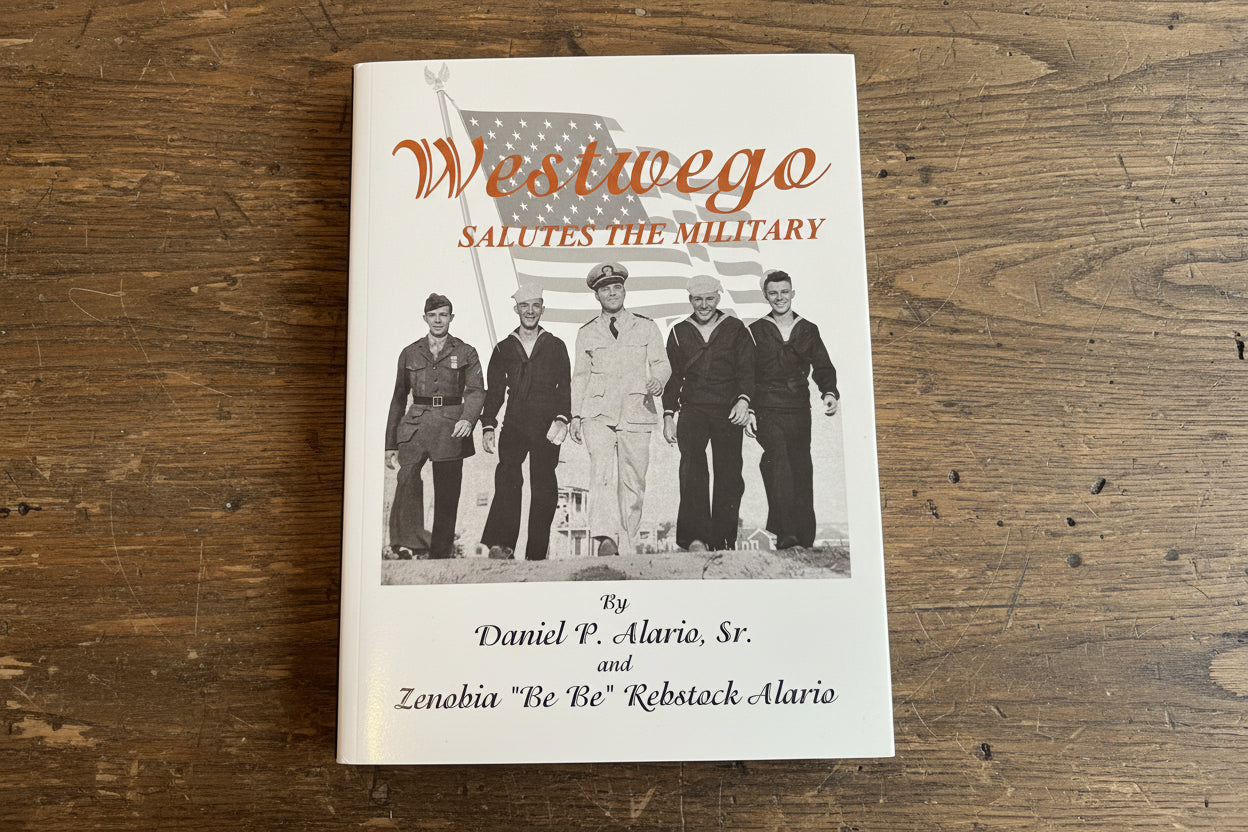 Westwego
SALUTES THE MILITARY
By
Daniel P. Alario, Sr.
and
Zenobia "Be Be" Rebstock Alario